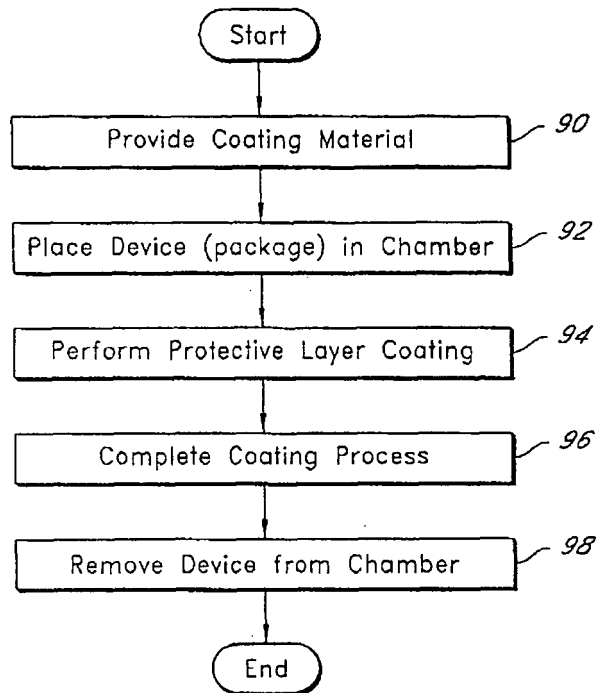 Start
Provide Coating Material
90
Place Device (package) in Chamber
92
Perform Protective Layer Coating
94
Complete Coating Process
96
Remove Device from Chamber
98
End